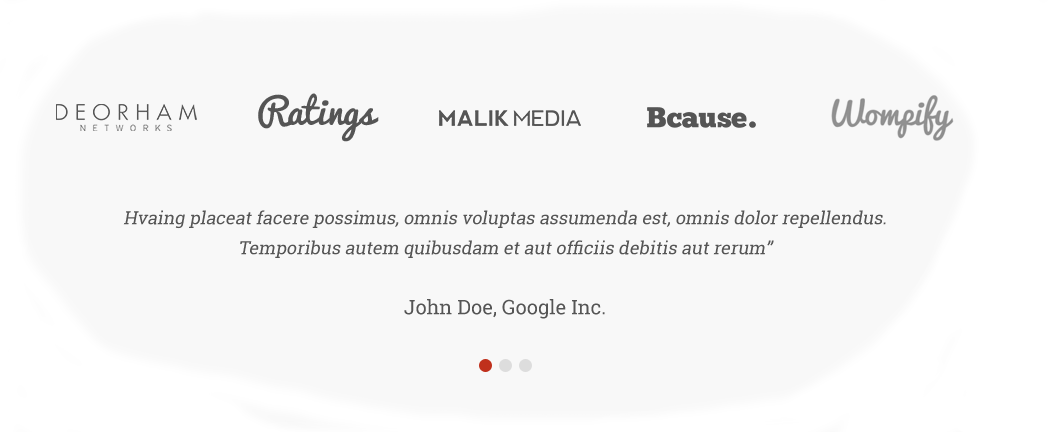 DEORHAM
NETWORKS
Ratings
MALIK MEDIA
Bcause.
Wompify
Hvaing placeat facere possimus, omnis voluptas assumenda est, omnis dolor repellendus.
Temporibus autem quibusdam et aut officiis debitis aut rerum”
John Doe, Google Inc.